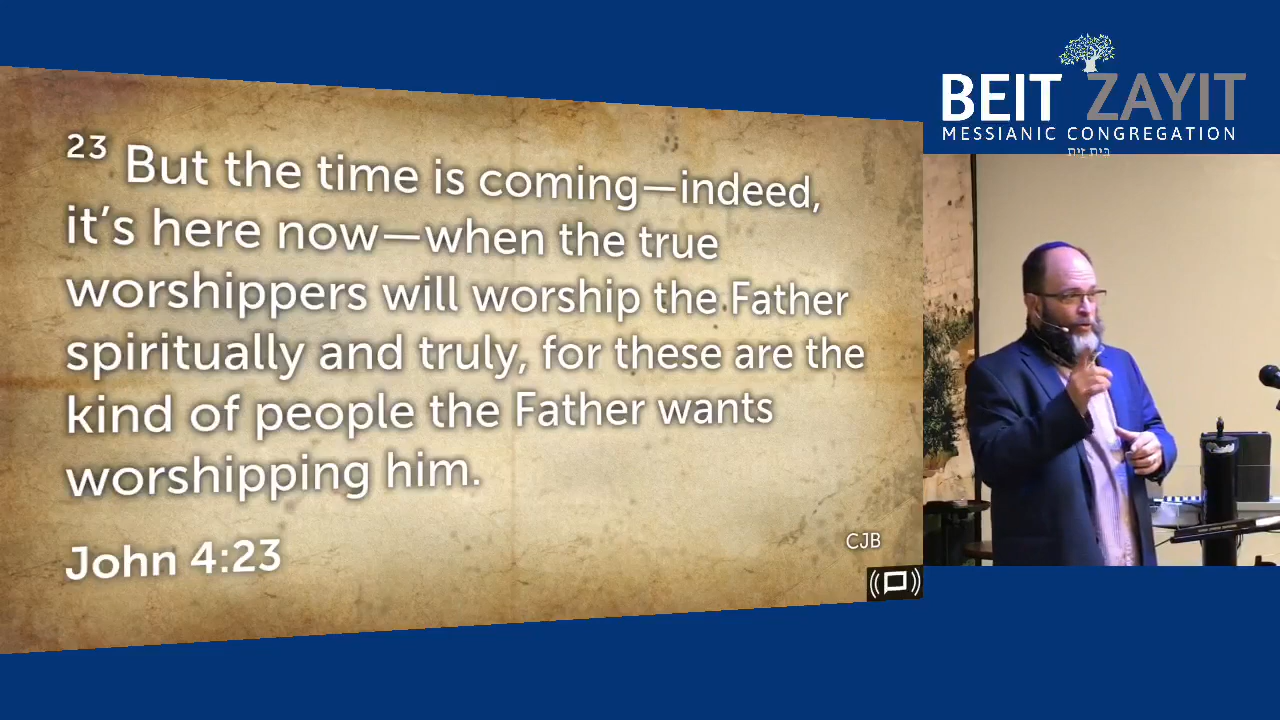 23 But the time is coming—indeed,
it’s here now—when the true
worshippers will worship the Father
spiritually and truly, for these are the
kind of people the Father wants
worshipping him.
John 4:23
CJB
BEIT ZAYIT
MESSIANIC CONGREGATION
בית זית